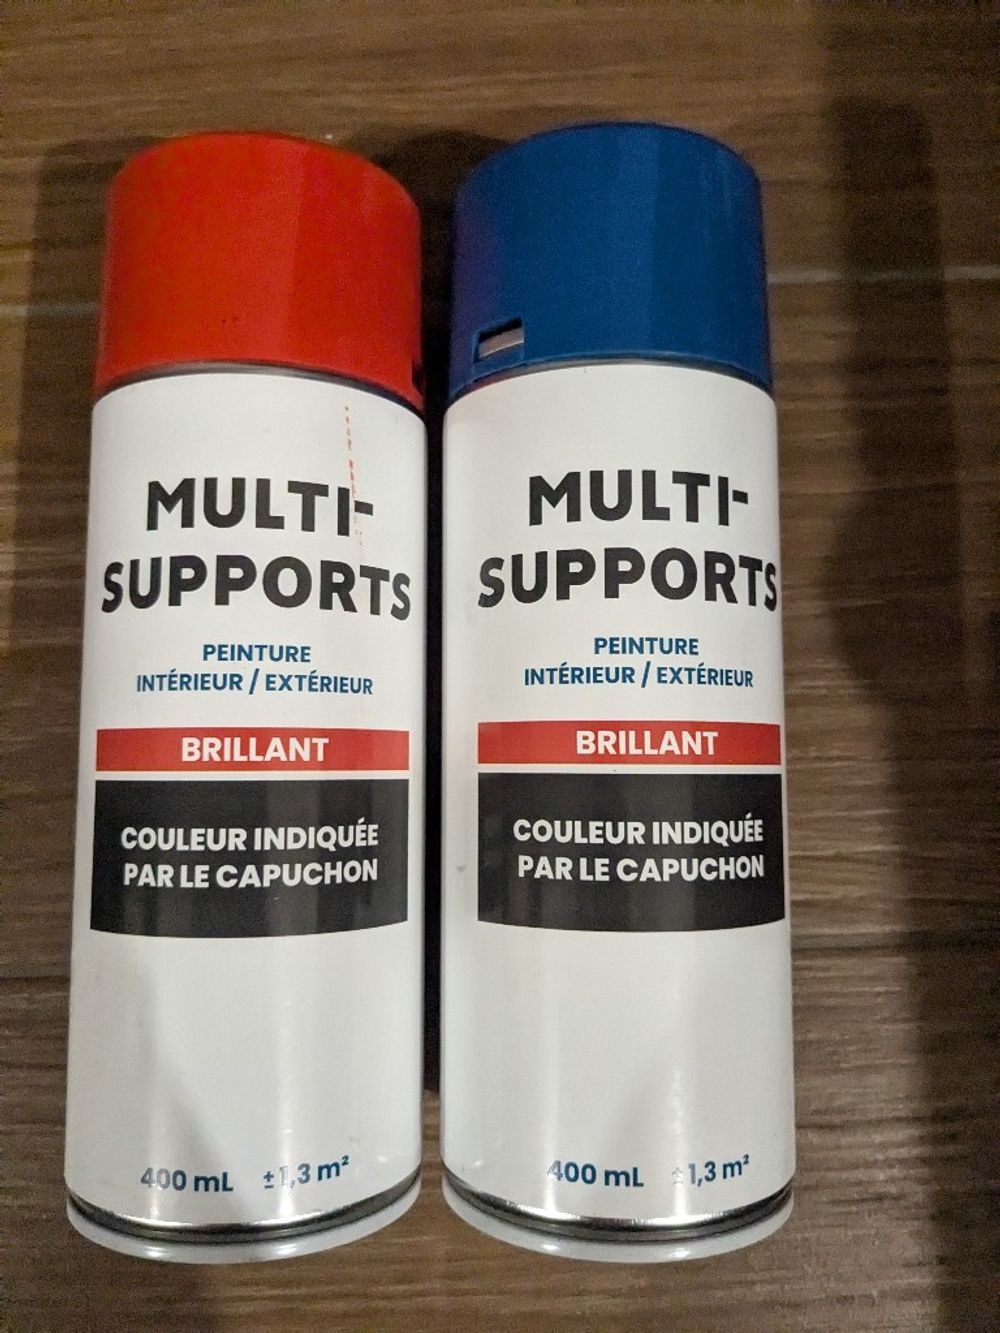 MULTI-
SUPPORTS
PEINTURE
INTÉRIEUR / EXTÉRIEUR
BRILLANT
COULEUR INDIQUÉE
PAR LE CAPUCHON
400 mL ±1,3 m²
MULTI-
SUPPORTS
PEINTURE
INTÉRIEUR / EXTÉRIEUR
BRILLANT
COULEUR INDIQUÉE
PAR LE CAPUCHON
400 mL ±1,3 m²